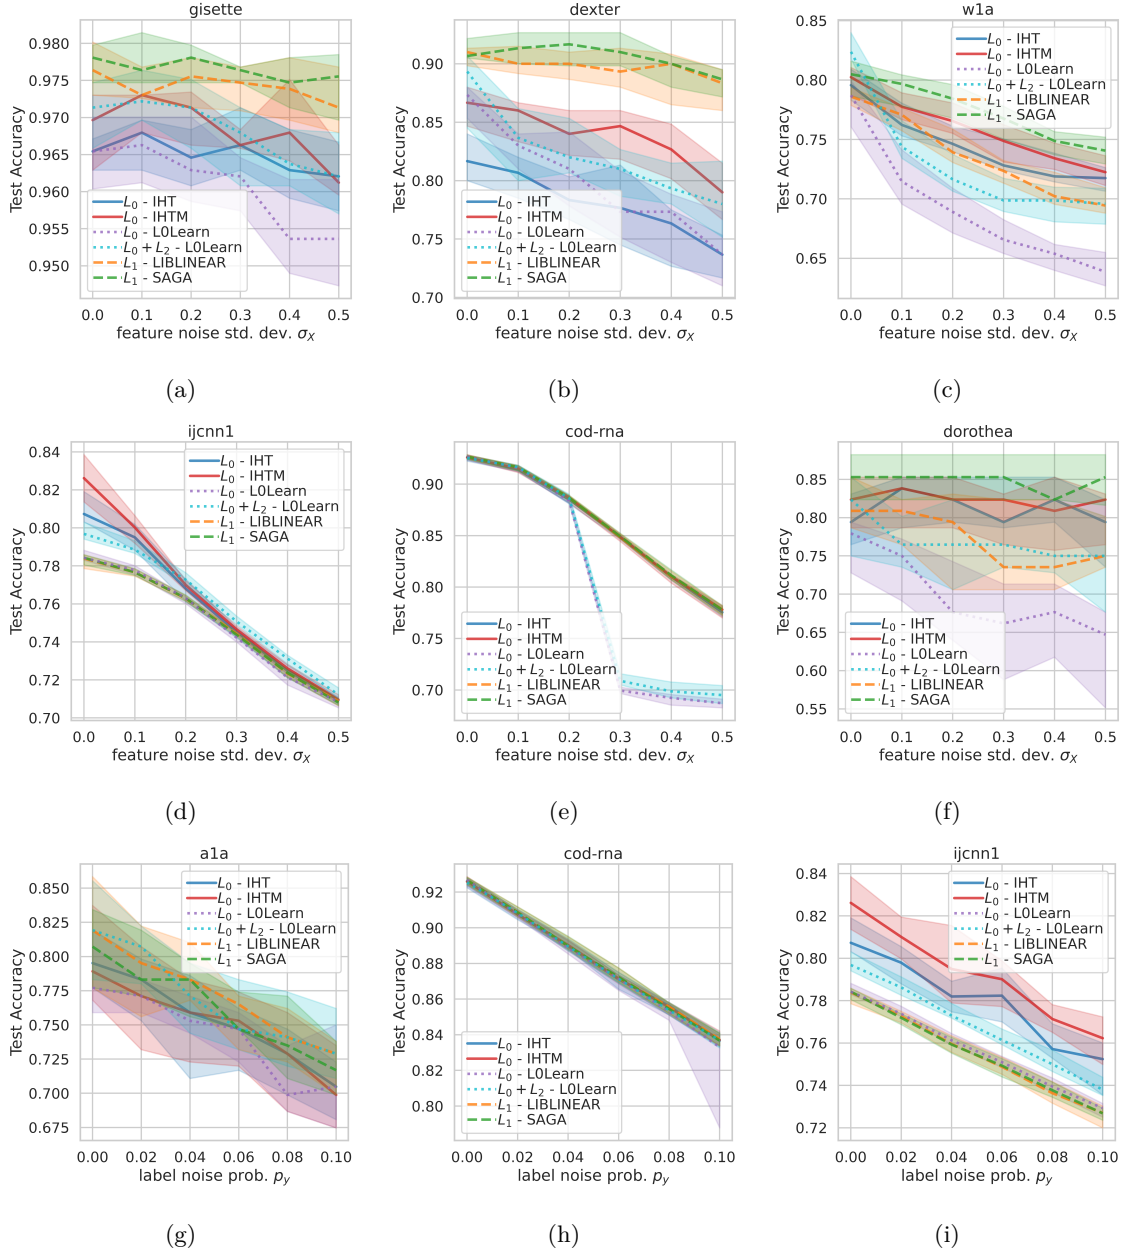 gisette
0.980
0.975
0.970
0.965
0.960
0.955
0.950
Test Accuracy
L0 - IHT
L0 - IHTM
L0 - L0Learn
L0 + L2 - L0Learn
L1 - LIBLINEAR
L1 - SAGA
0.0 0.1 0.2 0.3 0.4 0.5
feature noise std. dev. σX
(a)
dexter
0.90
0.85
0.80
0.75
0.70
Test Accuracy
L0 - IHT
L0 - IHTM
L0 - L0Learn
L0 + L2 - L0Learn
L1 - LIBLINEAR
L1 - SAGA
0.0 0.1 0.2 0.3 0.4 0.5
feature noise std. dev. σX
(b)
w1a
0.85
0.80
0.75
0.70
0.65
Test Accuracy
L0 - IHT
L0 - IHTM
L0 - L0Learn
L0 + L2 - L0Learn
L1 - LIBLINEAR
L1 - SAGA
0.0 0.1 0.2 0.3 0.4 0.5
feature noise std. dev. σX
(c)
ijcnn1
0.84
0.82
0.80
0.78
0.76
0.74
0.72
0.70
Test Accuracy
L0 - IHT
L0 - IHTM
L0 - L0Learn
L0 + L2 - L0Learn
L1 - LIBLINEAR
L1 - SAGA
0.0 0.1 0.2 0.3 0.4 0.5
feature noise std. dev. σX
(d)
cod-rna
0.90
0.85
0.80
0.75
0.70
Test Accuracy
L0 - IHT
L0 - IHTM
L0 - L0Learn
L0 + L2 - L0Learn
L1 - LIBLINEAR
L1 - SAGA
0.0 0.1 0.2 0.3 0.4 0.5
feature noise std. dev. σX
(e)
dorothea
0.85
0.80
0.75
0.70
0.65
0.60
0.55
Test Accuracy
L0 - IHT
L0 - IHTM
L0 - L0Learn
L0 + L2 - L0Learn
L1 - LIBLINEAR
L1 - SAGA
0.0 0.1 0.2 0.3 0.4 0.5
feature noise std. dev. σX
(f)
a1a
0.850
0.825
0.800
0.775
0.750
0.725
0.700
0.675
Test Accuracy
L0 - IHT
L0 - IHTM
L0 - L0Learn
L0 + L2 - L0Learn
L1 - LIBLINEAR
L1 - SAGA
0.00 0.02 0.04 0.06 0.08 0.10
label noise prob. py
(g)
cod-rna
0.92
0.90
0.88
0.86
0.84
0.82
0.80
Test Accuracy
L0 - IHT
L0 - IHTM
L0 - L0Learn
L0 + L2 - L0Learn
L1 - LIBLINEAR
L1 - SAGA
0.00 0.02 0.04 0.06 0.08 0.10
label noise prob. py
(h)
ijcnn1
0.84
0.82
0.80
0.78
0.76
0.74
0.72
Test Accuracy
L0 - IHT
L0 - IHTM
L0 - L0Learn
L0 + L2 - L0Learn
L1 - LIBLINEAR
L1 - SAGA
0.00 0.02 0.04 0.06 0.08 0.10
label noise prob. py
(i)